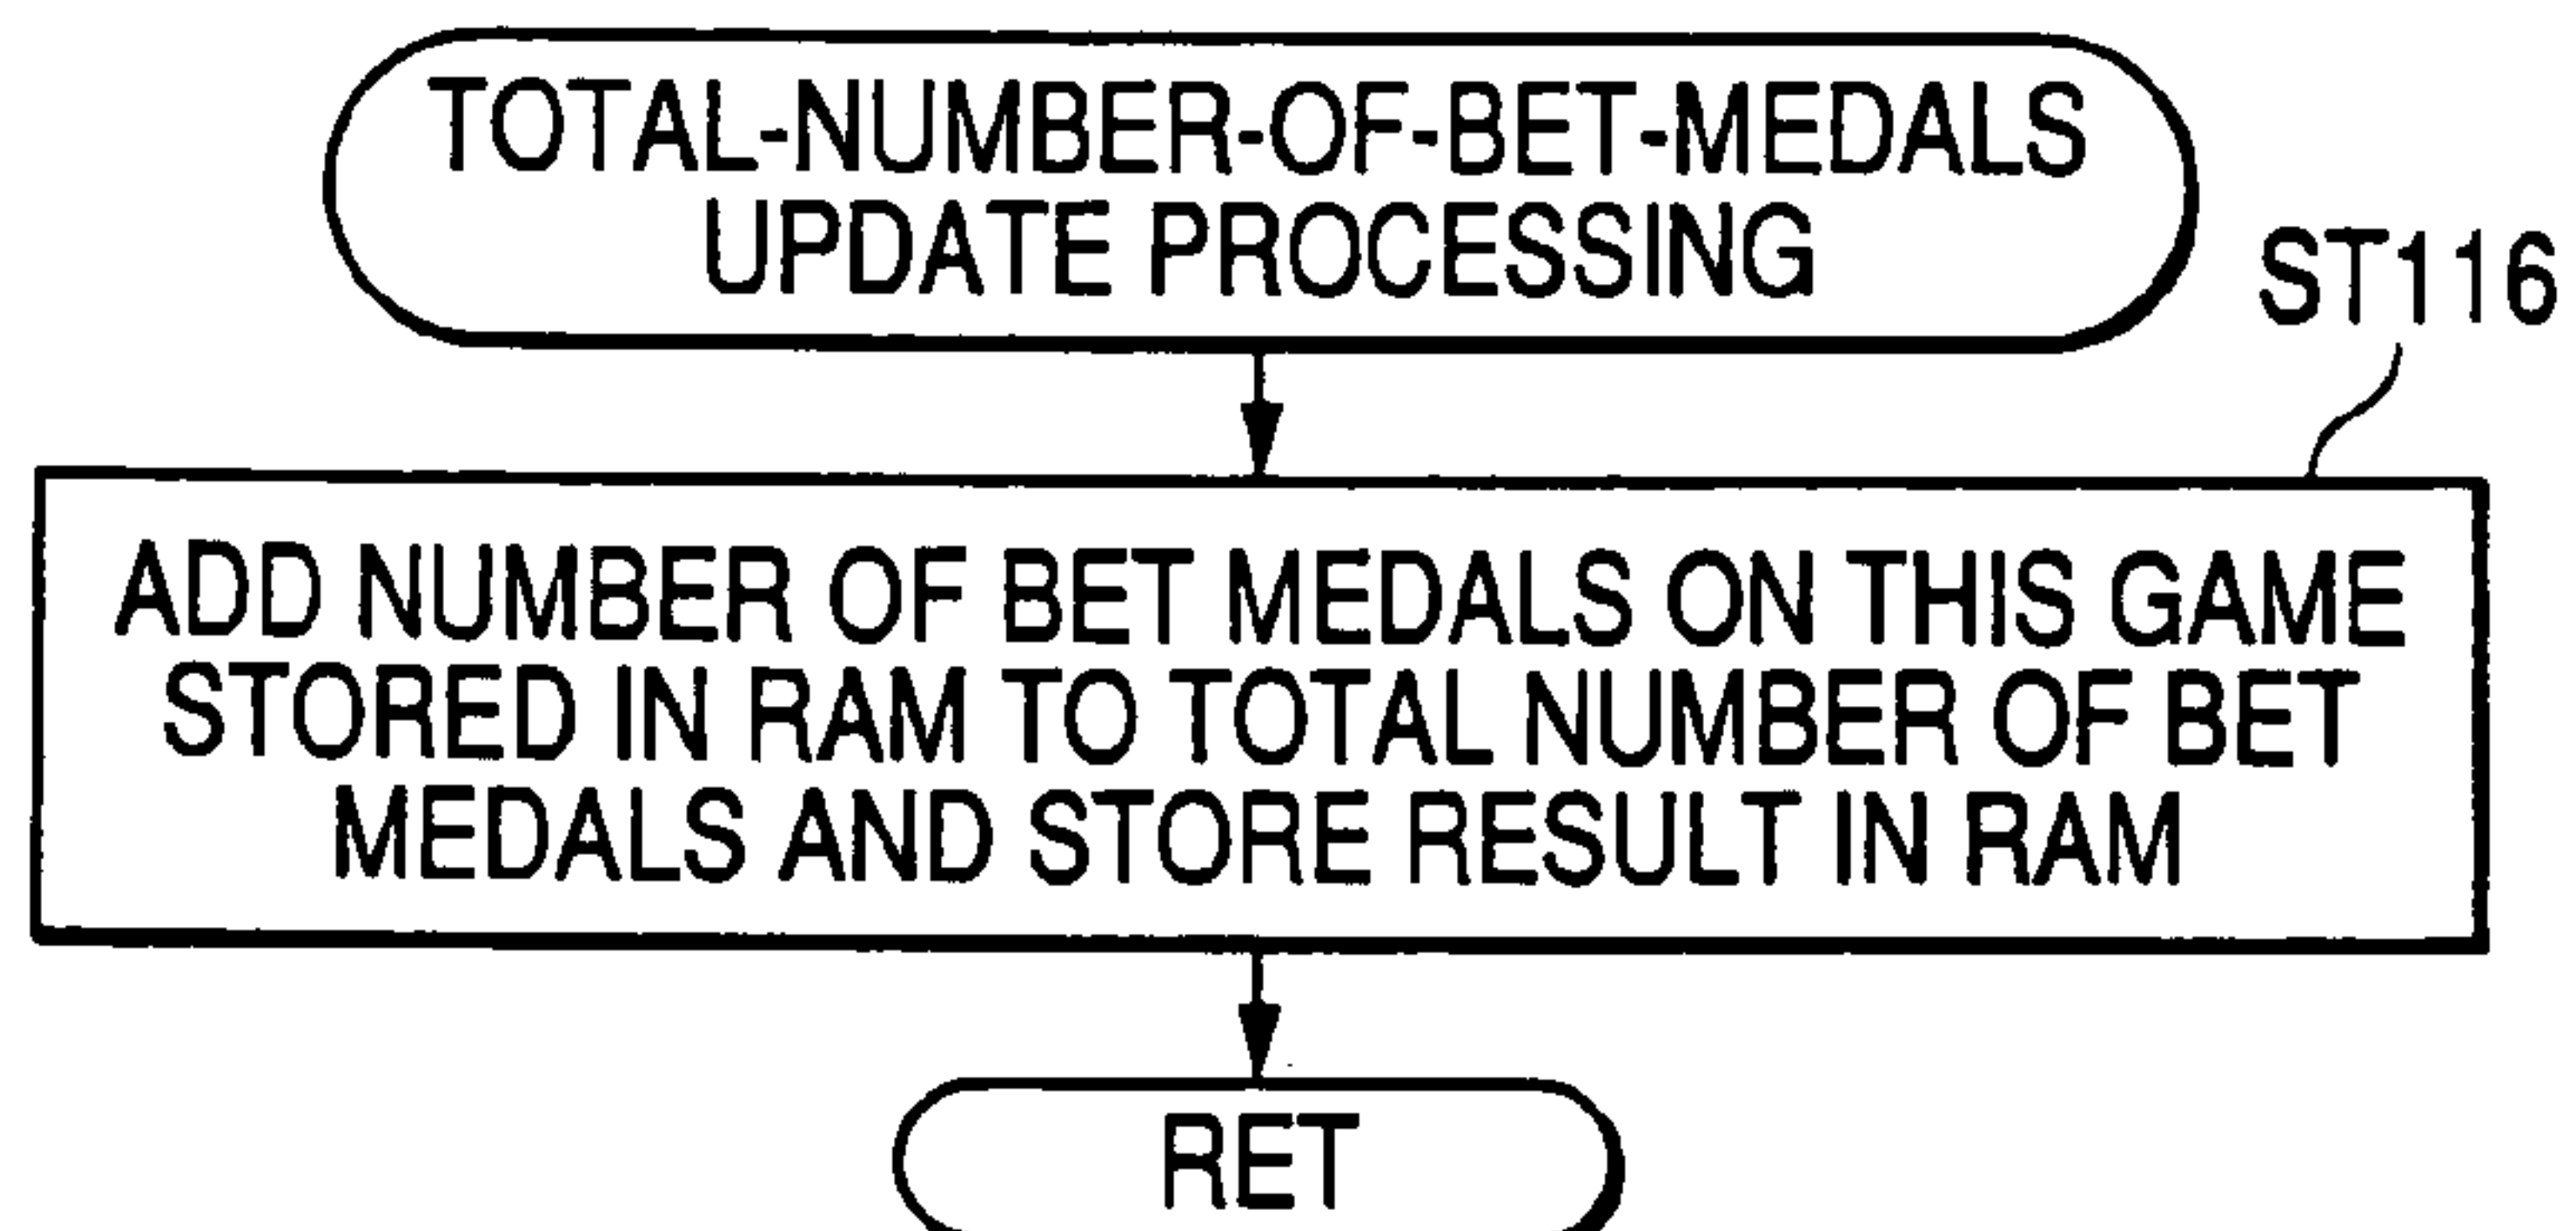 TOTAL-NUMBER-OF-BET-MEDALS
UPDATE PROCESSING
ST116
ADD NUMBER OF BET MEDALS ON THIS GAME
STORED IN RAM TO TOTAL NUMBER OF BET
MEDALS AND STORE RESULT IN RAM
RET